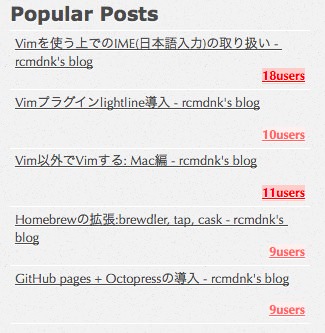 Popular Posts
Vimを使う上でのIME(日本語入力)の取り扱い -
rcmdnk's blog
18users
Vimプラグインlightline導入 - rcmdnk's blog
10users
Vim以外でVimする: Mac編 - rcmdnk's blog
11users
Homebrewの拡張:brewdler, tap, cask - rcmdnk's
blog
9users
GitHub pages + Octopressの導入 - rcmdnk's blog
9users